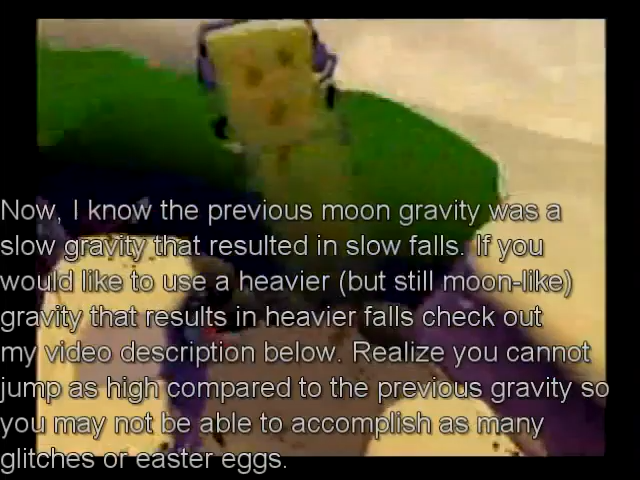 Now, I know the previous moon gravity was a
slow gravity that resulted in slow falls. If you
would like to use a heavier (but still moon-like)
gravity that results in heavier falls check out
my video description below. Realize you cannot
jump as high compared to the previous gravity so
you may not be able to accomplish as many
glitches or easter eggs.